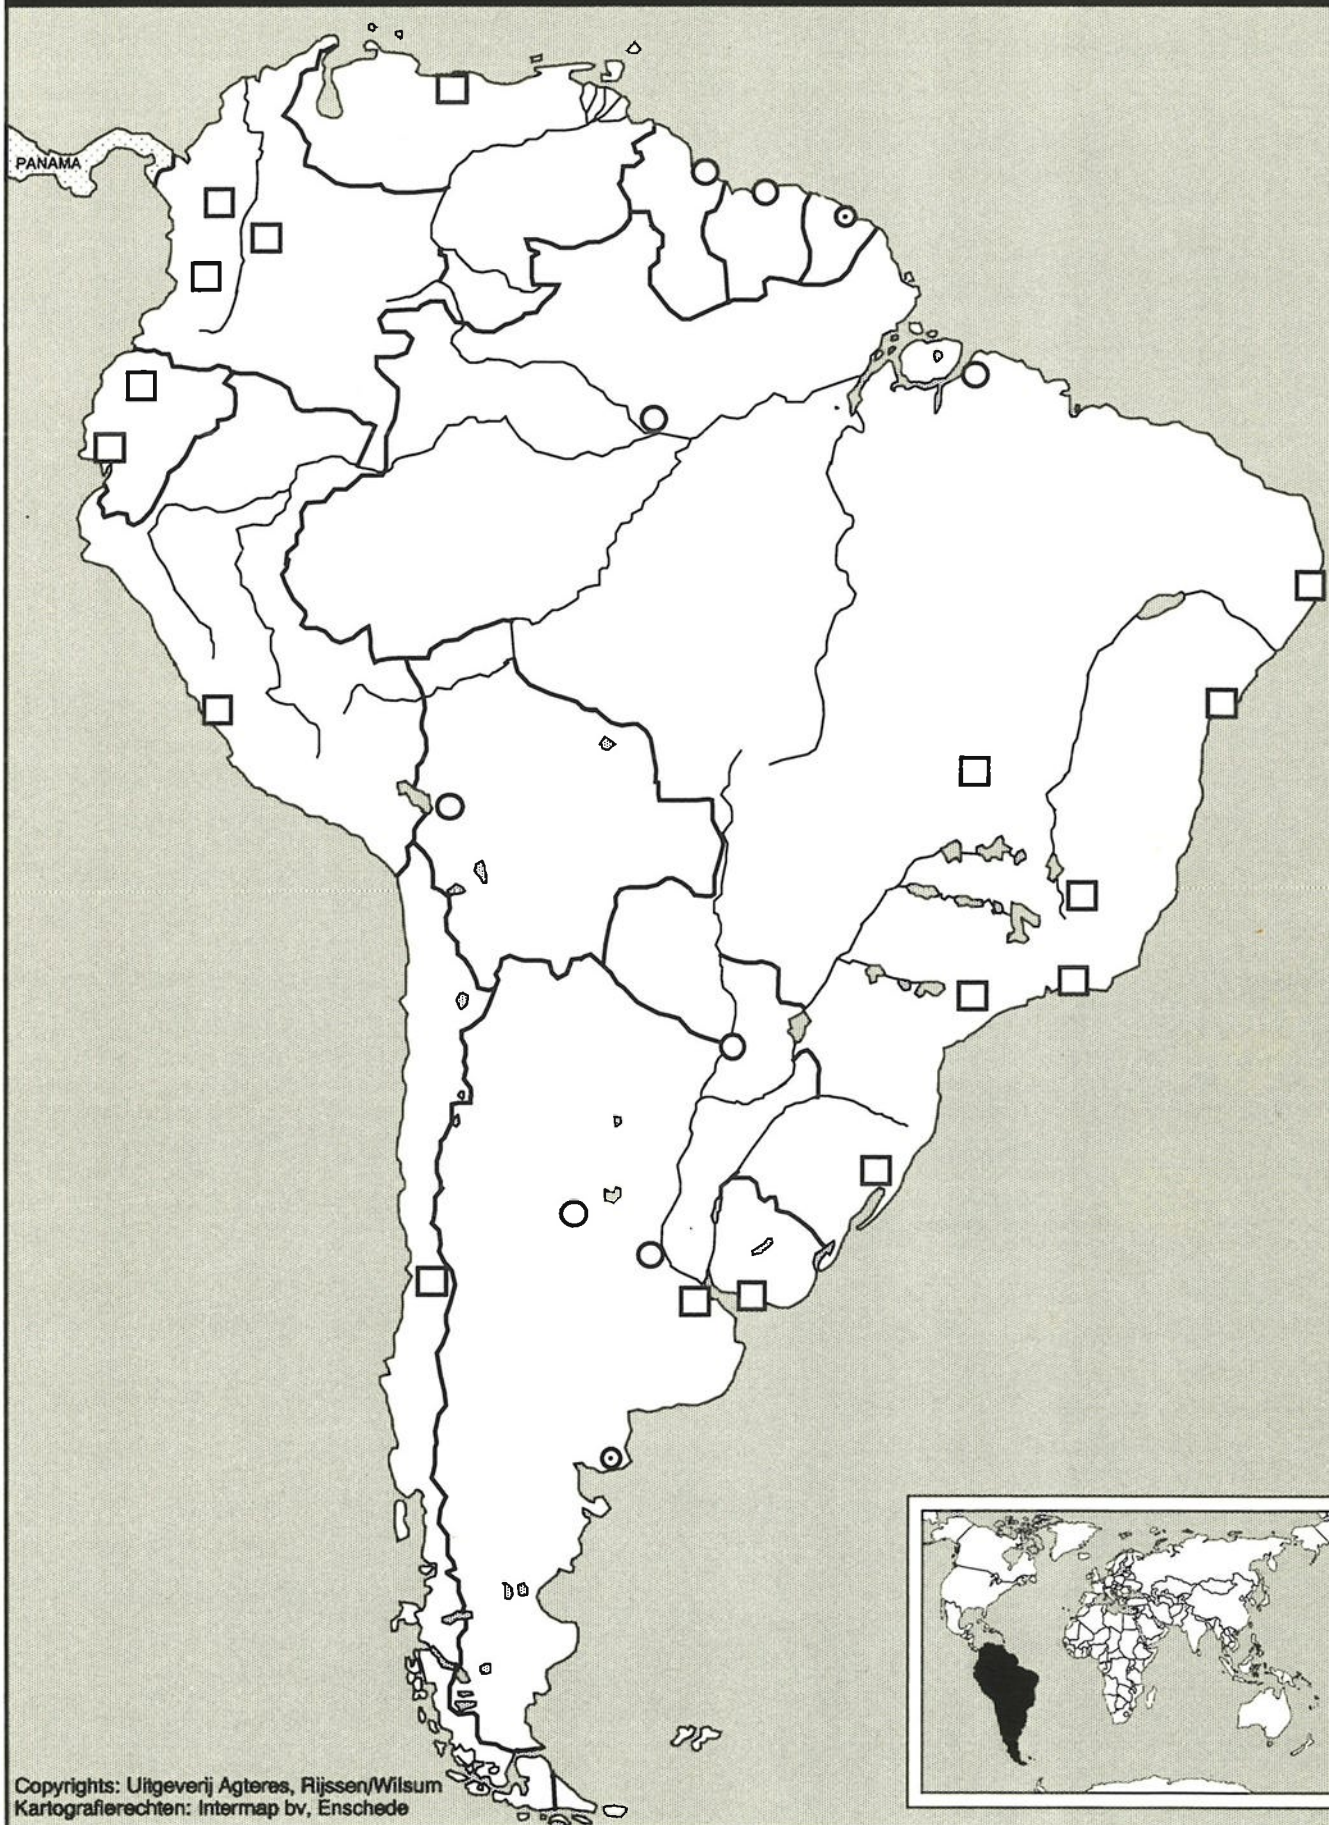 PANAMA
Copyrights: Uitgeverij Agteres, Rijssen/Wilsum
Kartografierechten: Intermap bv, Enschede